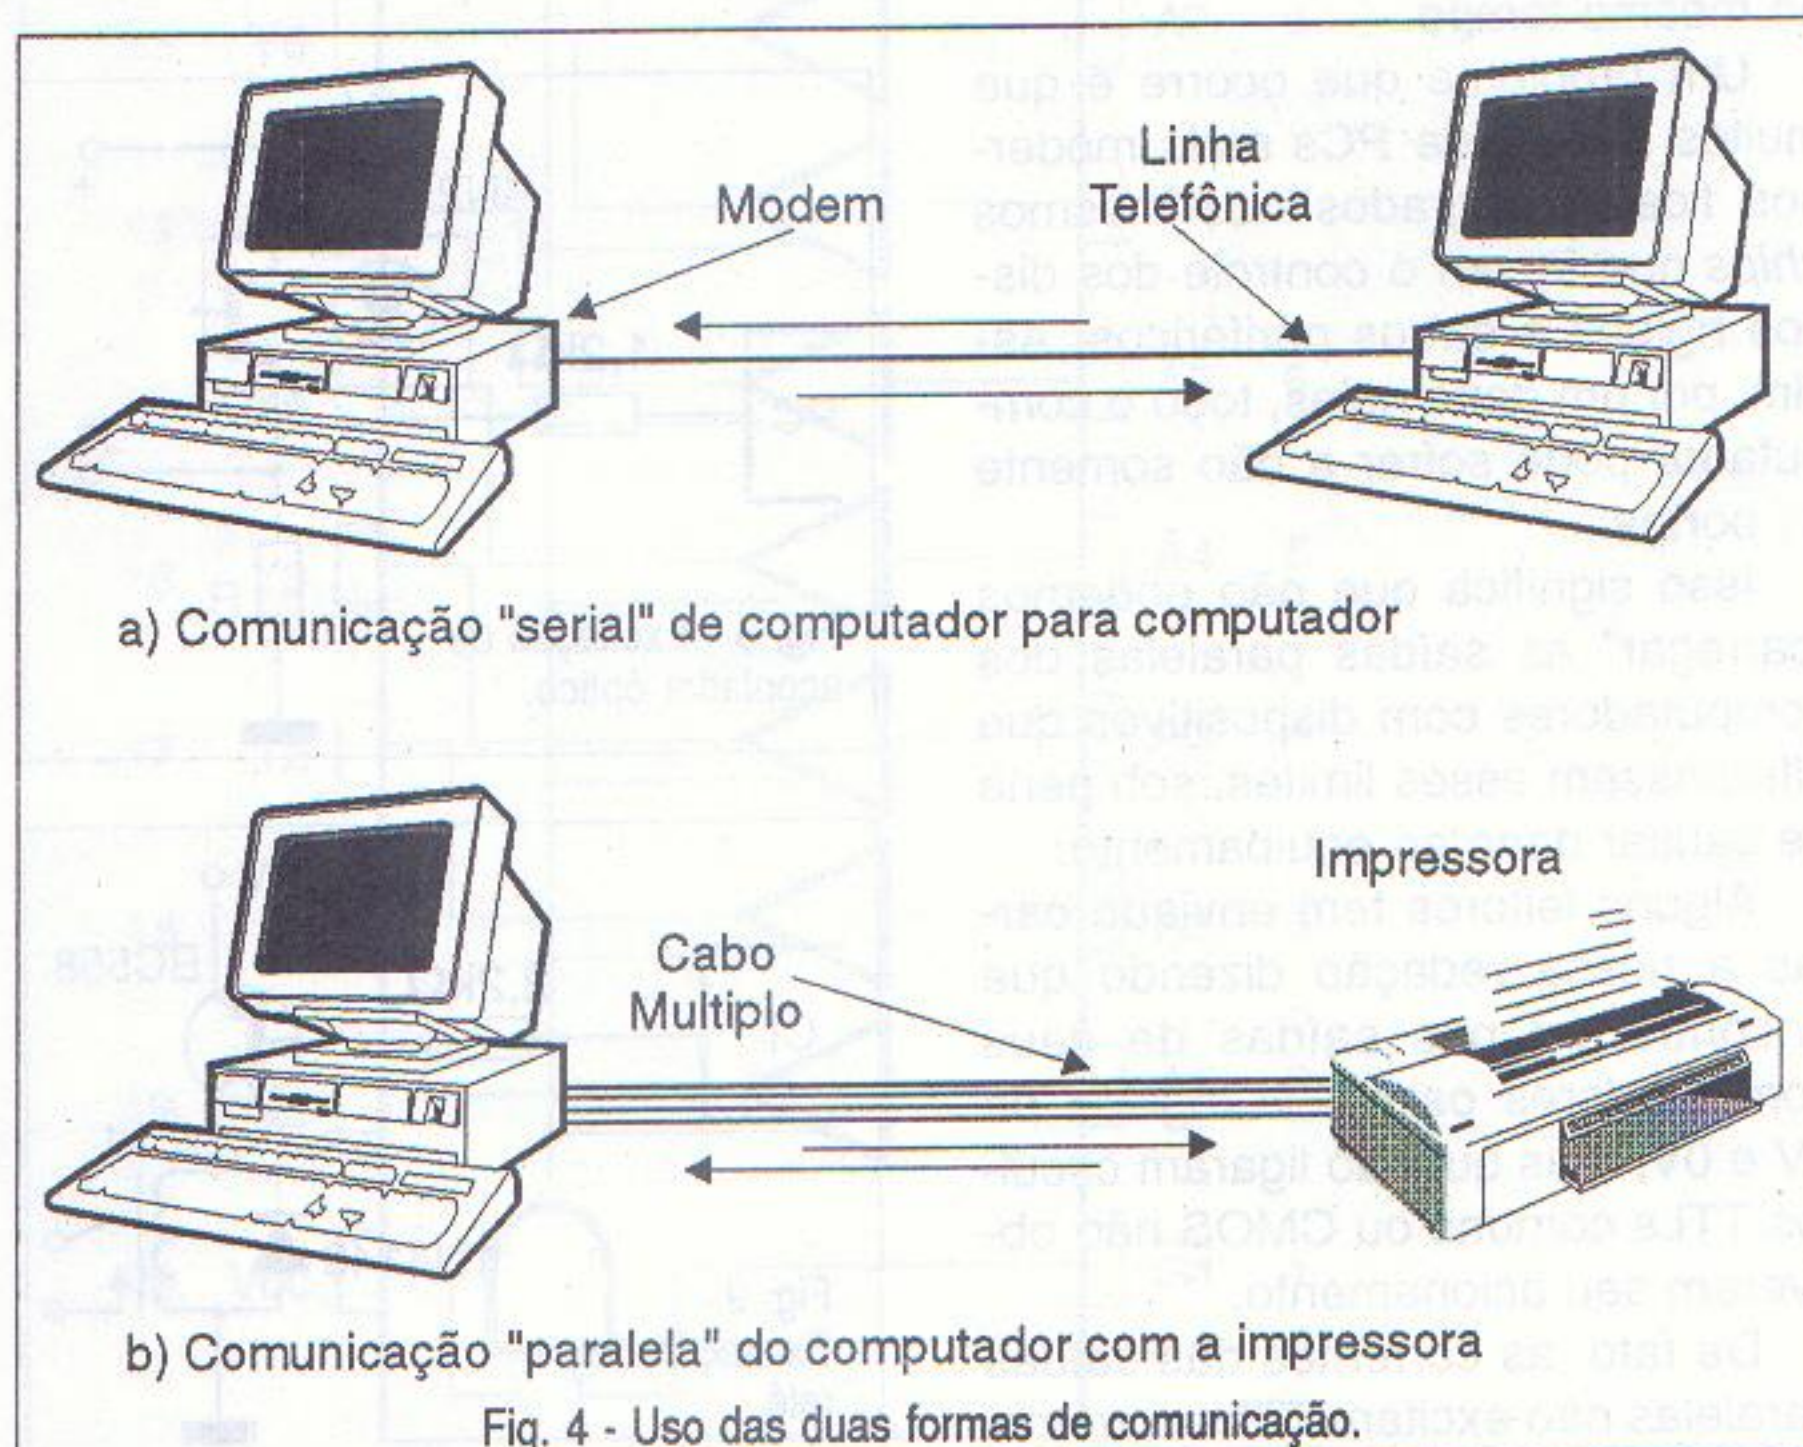 Modem
Linha
Telefônica
a) Comunicação "serial" de computador para computador
Impressora
Cabo
Multiplo
b) Comunicação "paralela" do computador com a impressora
Fig. 4 - Uso das duas formas de comunicação.